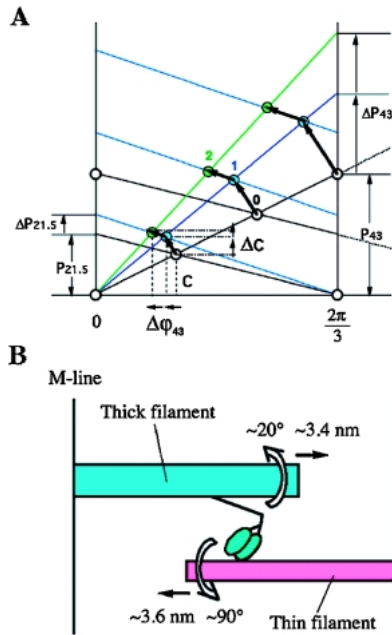 A
ΔP43
2
1
0
ΔP21.5
P21.5
P43
ΔC
C
0
Δφ43
2π
3
B
M-line
Thick filament
~20° ~3.4 nm
~3.6 nm ~90°
Thin filament